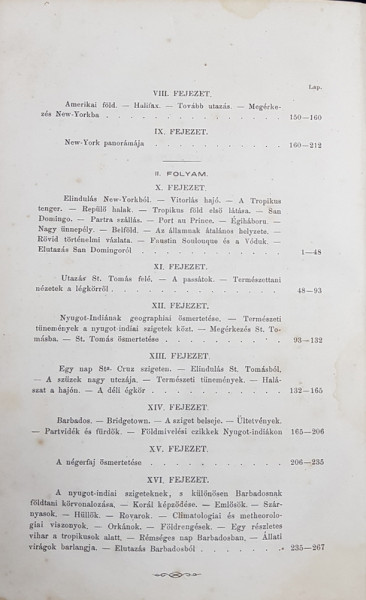 Lap.
VIII. FEJEZET.
Amerikai föld. — Halifax. — Tovább utazás. — Megérke-
zés New-Yorkba . . . . . . . . . . . . . 150—160
IX. FEJEZET.
New-York panorámája . . . . . . . . . . . 160—212
II. FOLYAM.
X. FEJEZET.
Elindulás New-Yorkból. — Vitorlás hajó. — A Tropikus
tenger. — Repülő halak. — Tropikus föld első látása. — San
Domingo. — Partra szállás. — Port au Prince. — Égiháboru. —
Nagy ünnepély. — Belföld. — Az államnak átalános helyzete. —
Rövid történelmi vázlata. — Faustin Soulouque és a Vóduk. —
Elutazás San Domingoról . . . . . . . . . . 1—48
XI. FEJEZET.
Utazás St. Tomás felé. — A passátok. — Természettani
nézetek a légkörről . . . . . . . . . . . . 48—93
XII. FEJEZET.
Nyugot-Indiának geographiai ösmertetése. — Természeti
tünemények a nyugot-indiai szigetek közt. — Megérkezés St. To-
másba. — St. Tomás ösmertetése . . . . . . . 93—132
XIII. FEJEZET.
Egy nap Sta. Cruz szigeten. — Elindulás St. Tomásból.
— A szüzek nagy utczája. — Természeti tünemények. — Halá-
szat a hajón. — A déli égkör . . . . . . . . 132—165
XIV. FEJEZET.
Barbados. — Bridgetown. — A sziget belseje. — Ültetvények.
— Partvidék és fürdők. — Földmivelési czikkek Nyugot-Indiákon 165—206
XV. FEJEZET.
A négerfaj ösmertetése . . . . . . . . . . 206—235
XVI. FEJEZET.
A nyugot-indiai szigeteknek, s különösen Barbadosnak
földtani körvonalozása. — Korál képződése. — Emlősök. — Szár-
nyasok. — Hüllők. — Rovarok. — Climatologiai és metheorolo-
giai viszonyok. — Orkánok. — Földrengések. — Egy részletes
vihar a tropikusok alatt. — Rémséges nap Barbadosban. — Állati
virágok barlangja. — Elutazás Barbadosból . . . . . . . 235—267